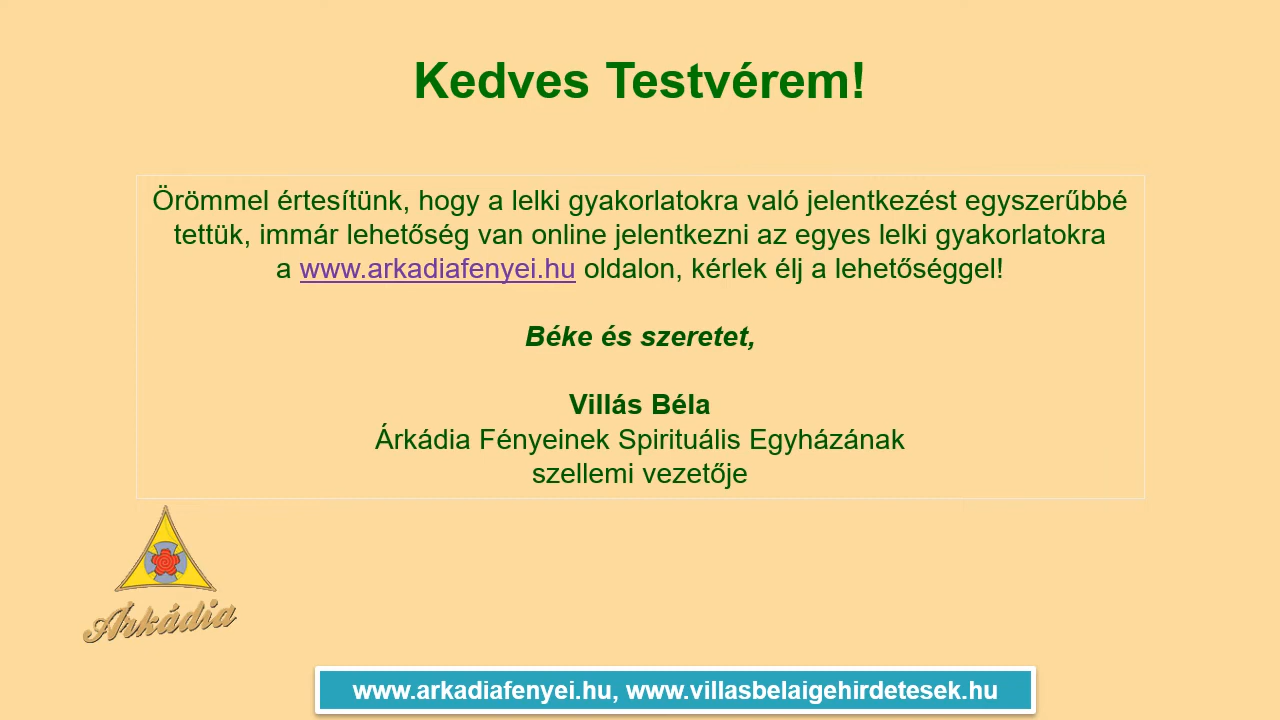 Kedves Testvérem!
Örömmel értesítünk, hogy a lelki gyakorlatokra való jelentkezést egyszerűbbé
tettük, immár lehetőség van online jelentkezni az egyes lelki gyakorlatokra
a www.arkadiafenyei.hu oldalon, kérlek élj a lehetőséggel!
Béke és szeretet,
Villás Béla
Árkádia Fényeinek Spirituális Egyházának
szellemi vezetője
Árkádia
www.arkadiafenyei.hu, www.villasbelaigehirdetesek.hu